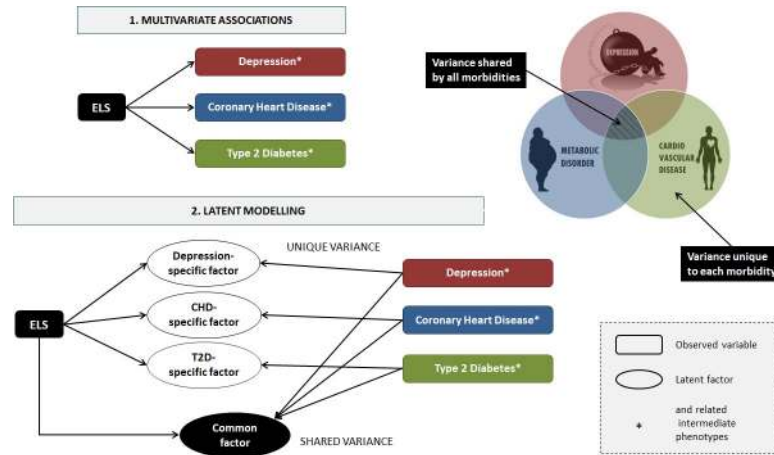 1. MULTIVARIATE ASSOCIATIONS
ELS
Depression*
Coronary Heart Disease*
Type 2 Diabetes*
Variance shared
by all morbidities
DEPRESSION
METABOLIC
DISORDER
CARDIO
VASCULAR
DISEASE
Variance unique
to each morbidity
2. LATENT MODELLING
UNIQUE VARIANCE
Depression-
specific factor
CHD-
specific factor
T2D-
specific factor
ELS
Common
factor
SHARED VARIANCE
Depression*
Coronary Heart Disease*
Type 2 Diabetes*
Observed variable
Latent factor
* and related
intermediate
phenotypes